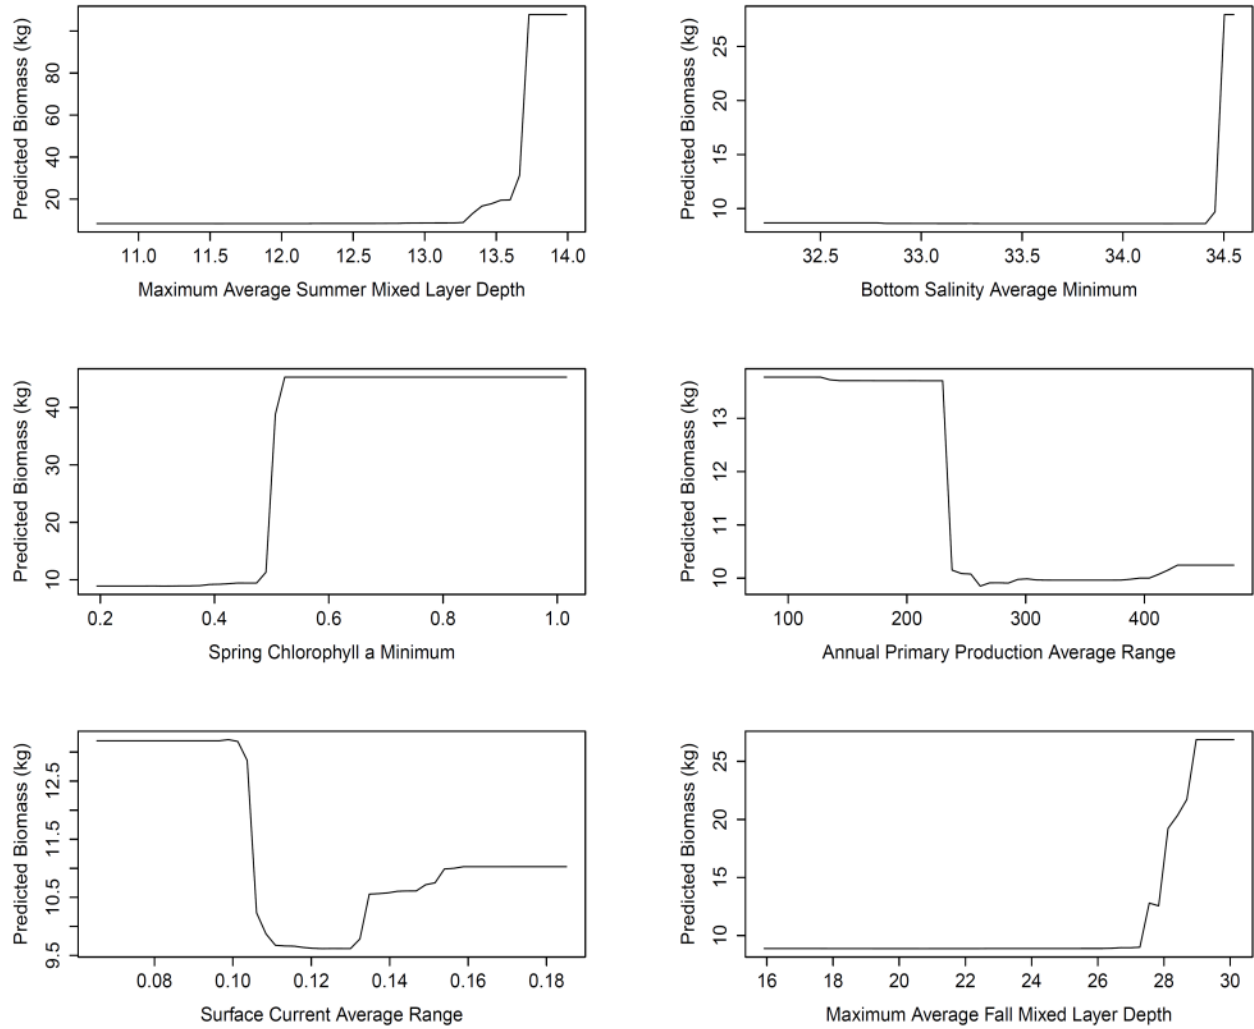 Predicted Biomass (kg)
20 40 60 80
11.0 11.5 12.0 12.5 13.0 13.5 14.0
Maximum Average Summer Mixed Layer Depth
Predicted Biomass (kg)
10 15 20 25
32.5 33.0 33.5 34.0 34.5
Bottom Salinity Average Minimum
Predicted Biomass (kg)
10 20 30 40
0.2 0.4 0.6 0.8 1.0
Spring Chlorophyll a Minimum
Predicted Biomass (kg)
10 11 12 13
100 200 300 400
Annual Primary Production Average Range
Predicted Biomass (kg)
9.5 10.5 11.5 12.5
0.08 0.10 0.12 0.14 0.16 0.18
Surface Current Average Range
Predicted Biomass (kg)
10 15 20 25
16 18 20 22 24 26 28 30
Maximum Average Fall Mixed Layer Depth